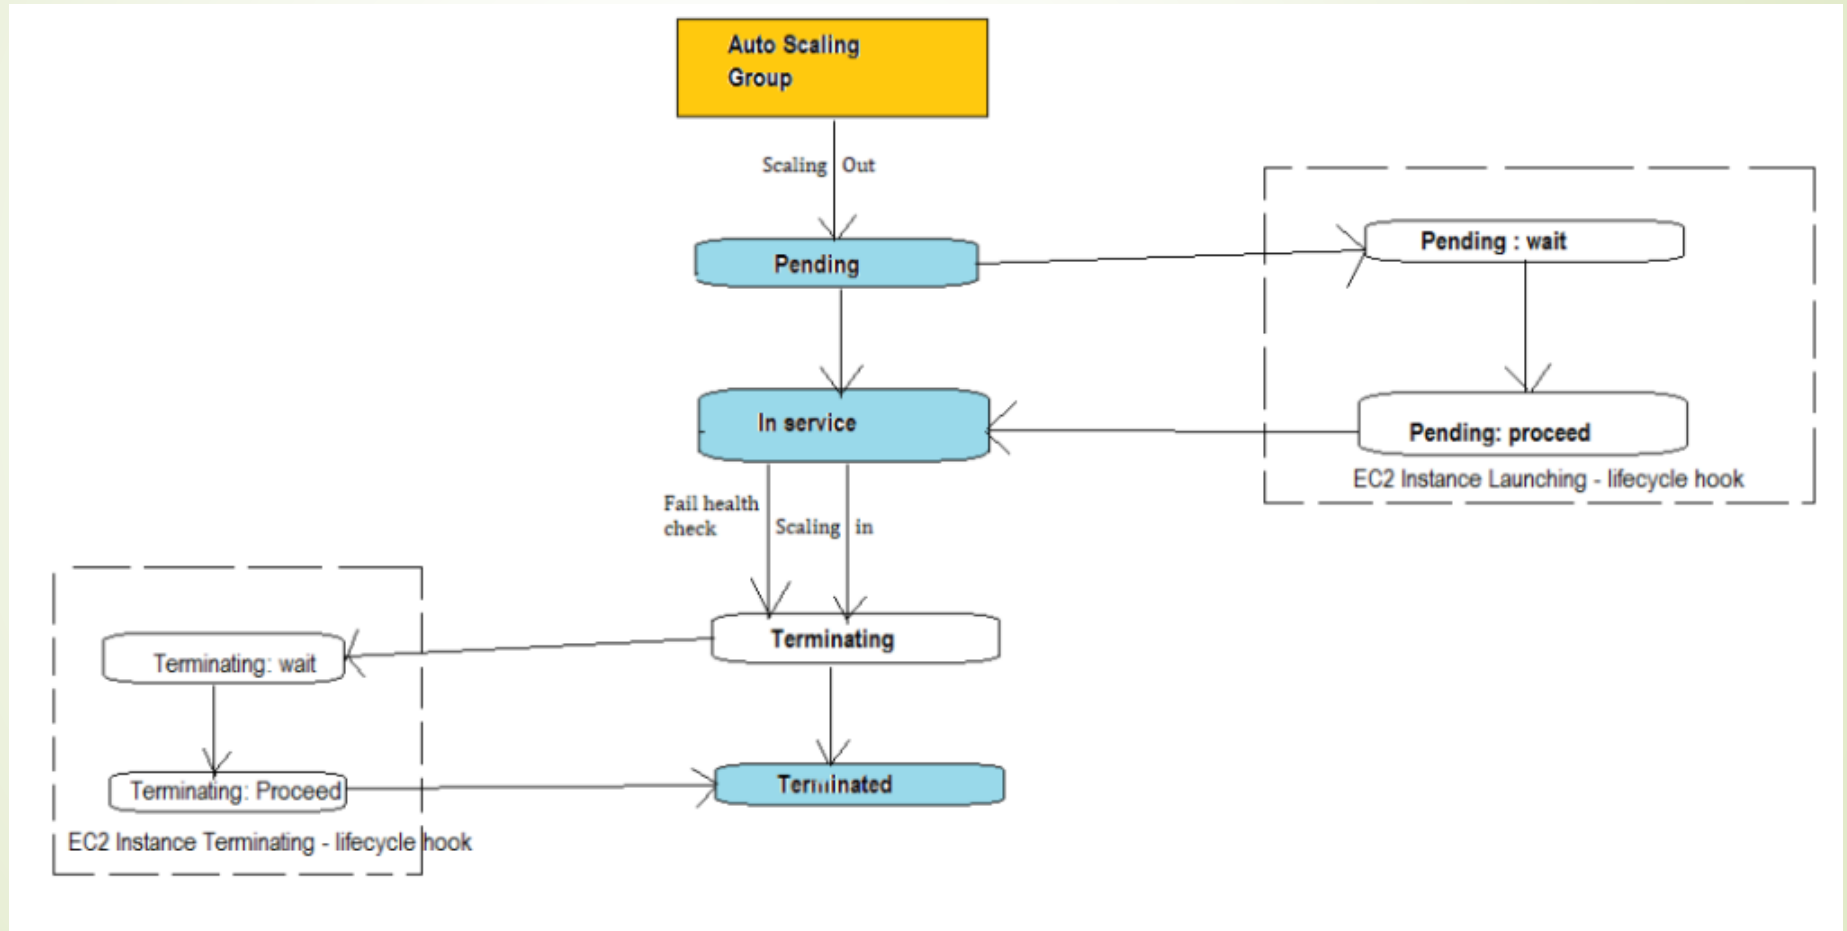 Auto Scaling
Group
Scaling Out
Pending
Pending : wait
In service
Pending: proceed
EC2 Instance Launching - lifecycle hook
Fail health
check
Scaling in
Terminating
Terminating: wait
Terminated
Terminating: Proceed
EC2 Instance Terminating - lifecycle hook